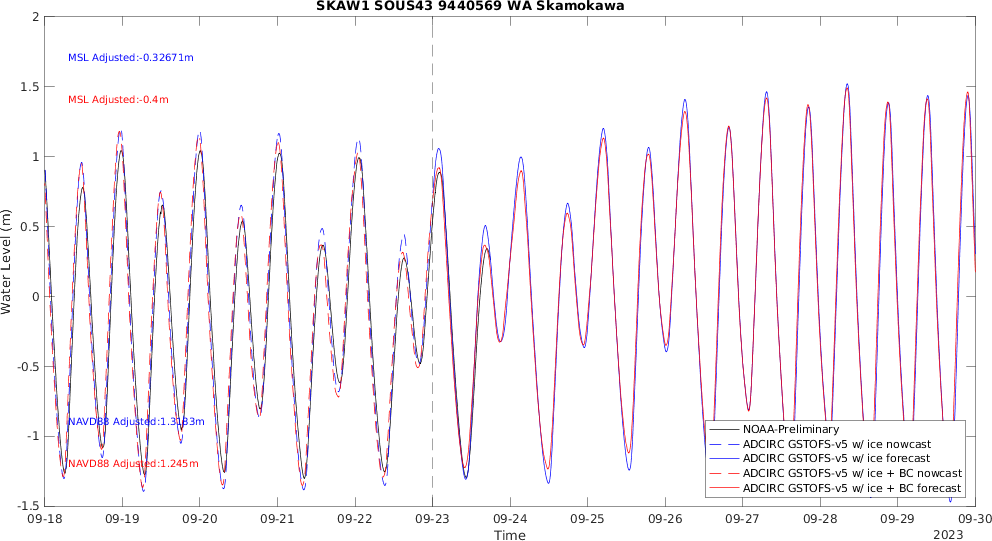 SKAW1 SOUS43 9440569 WA Skamokawa
Water Level (m)
2
1.5
1
0.5
0
-0.5
-1
-1.5
MSL Adjusted:-0.32671m
MSL Adjusted:-0.4m
NAVD88 Adjusted:1.3133m
NAVD88 Adjusted:1.245m
NOAA-Preliminary
ADCIRC GSTOFS-v5 w/ ice nowcast
ADCIRC GSTOFS-v5 w/ ice forecast
ADCIRC GSTOFS-v5 w/ ice + BC nowcast
ADCIRC GSTOFS-v5 w/ ice + BC forecast
09-18 09-19 09-20 09-21 09-22 09-23 09-24 09-25 09-26 09-27 09-28 09-29 09-30
Time
2023